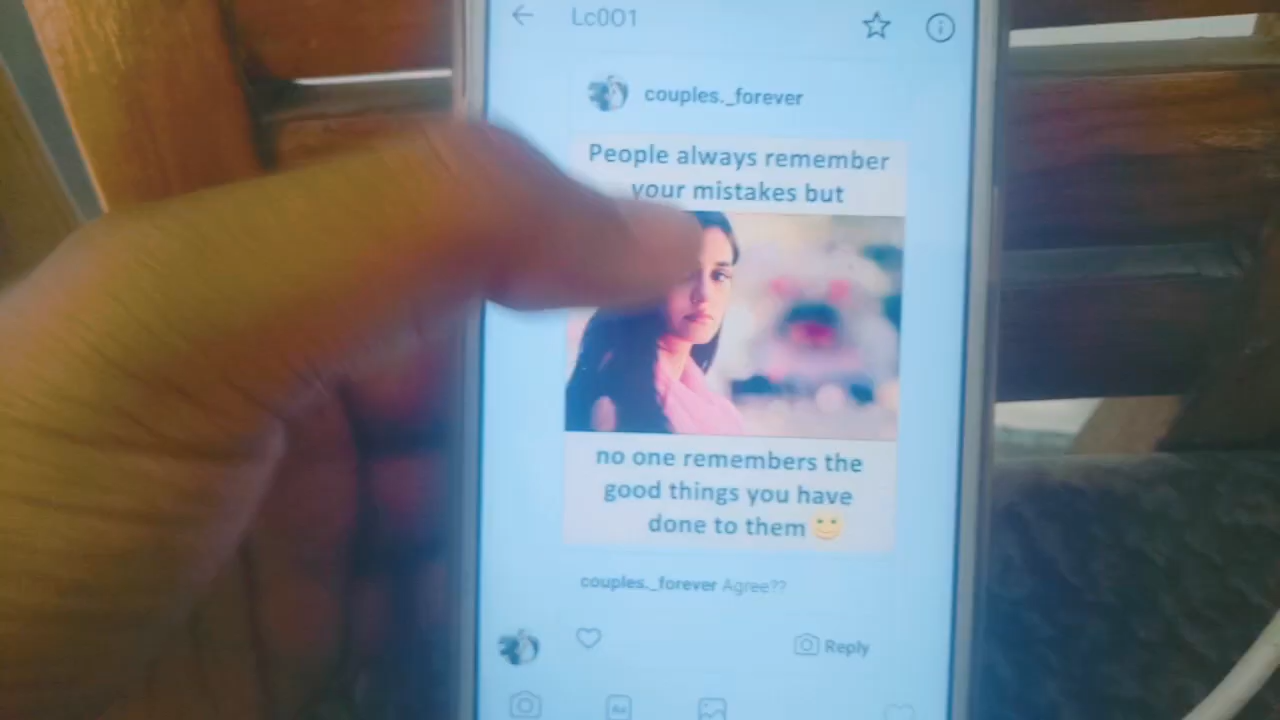 Lc001
couples._forever
People always remember
your mistakes but
no one remembers the
good things you have
done to them
couples._forever Agree??
Reply
Aa